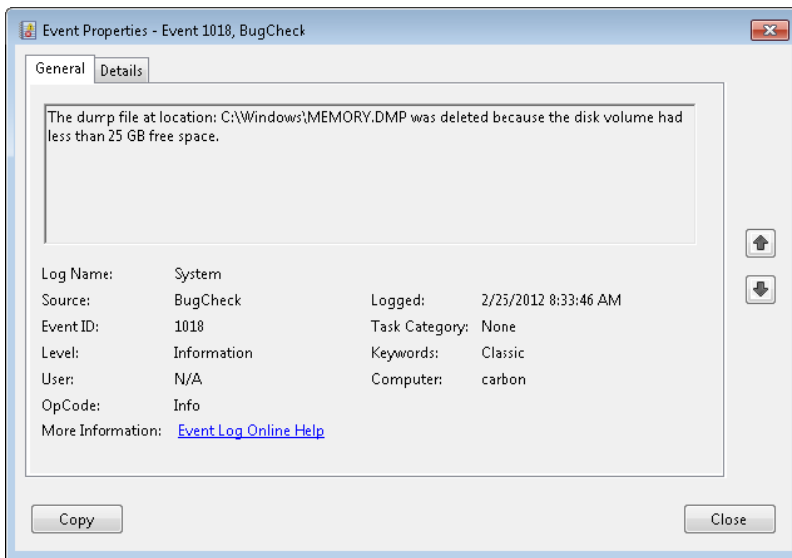 Event Properties - Event 1018, BugCheck
General Details
The dump file at location: C:\Windows\MEMORY.DMP was deleted because the disk volume had
less than 25 GB free space.
Log Name: System
Source: BugCheck Logged: 2/25/2012 8:33:46 AM
Event ID: 1018 Task Category: None
Level: Information Keywords: Classic
User: N/A Computer: carbon
OpCode: Info
More Information: Event Log Online Help
Copy Close